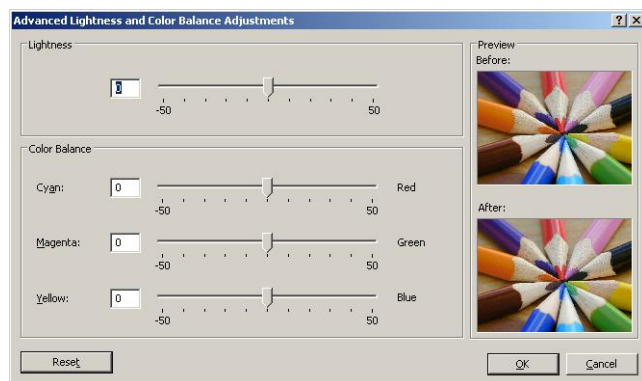 Advanced Lightness and Color Balance Adjustments
Lightness
0
-50 50
Color Balance
Cyan: 0 Red
-50 50
Magenta: 0 Green
-50 50
Yellow: 0 Blue
-50 50
Reset
Preview
Before:
After:
OK Cancel